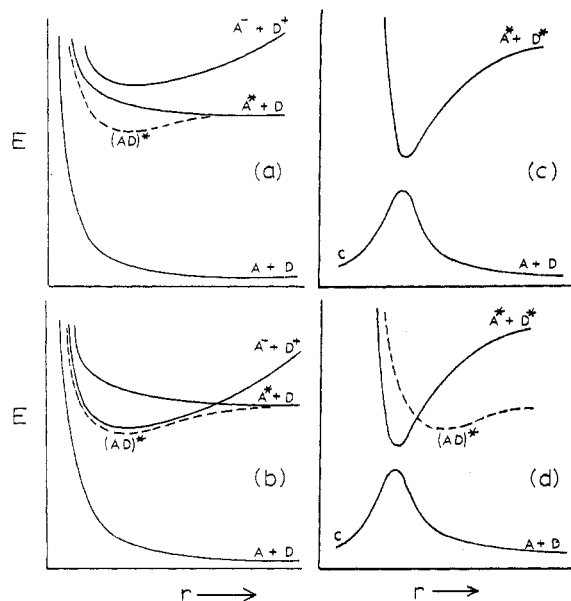 E
A⁻ + D⁺
A* + D
(AD)*
(a)
A + D
A* + D*
(c)
C
A + D
E
A⁻ + D⁺
A* + D
(AD)*
(b)
A + D
r →
A* + D*
(AD)*
(d)
C
A + B
r →